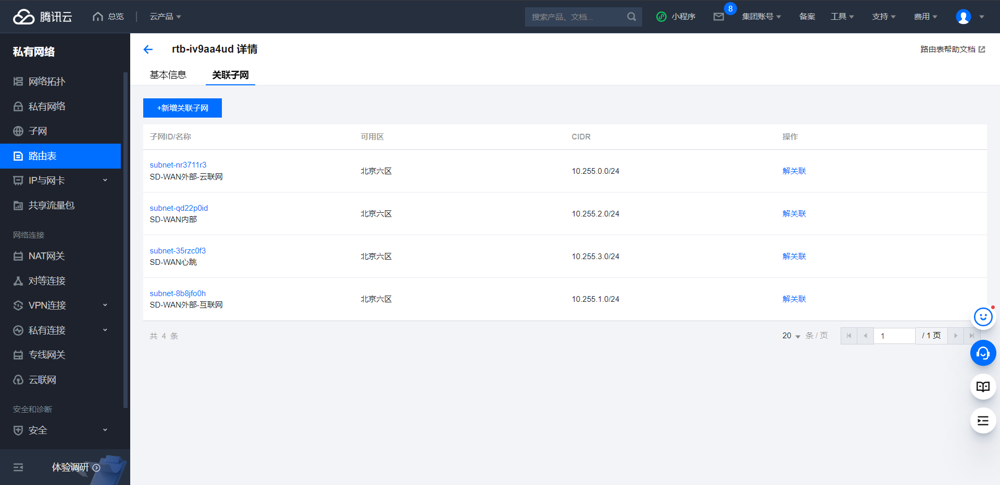 腾讯云
总览
云产品
搜索产品、文档...
小程序
8
集团账号
备案
工具
支持
费用
私有网络
网络拓扑
私有网络
子网
路由表
IP与网卡
共享流量包
网络连接
NAT网关
对等连接
VPN连接
私有连接
专线网关
云联网
安全和诊断
安全
体验调研
rtb-iv9aa4ud 详情
路由表帮助文档
基本信息
关联子网
+新增关联子网
子网ID/名称 可用区 CIDR 操作
subnet-nr3711r3
SD-WAN外部-云联网
北京六区 10.255.0.0/24 解关联
subnet-qd22p0id
SD-WAN内部
北京六区 10.255.2.0/24 解关联
subnet-35rzc0f3
SD-WAN心跳
北京六区 10.255.3.0/24 解关联
subnet-8b8jfo0h
SD-WAN外部-互联网
北京六区 10.255.1.0/24 解关联
共 4 条
20 条 / 页
1 / 1 页